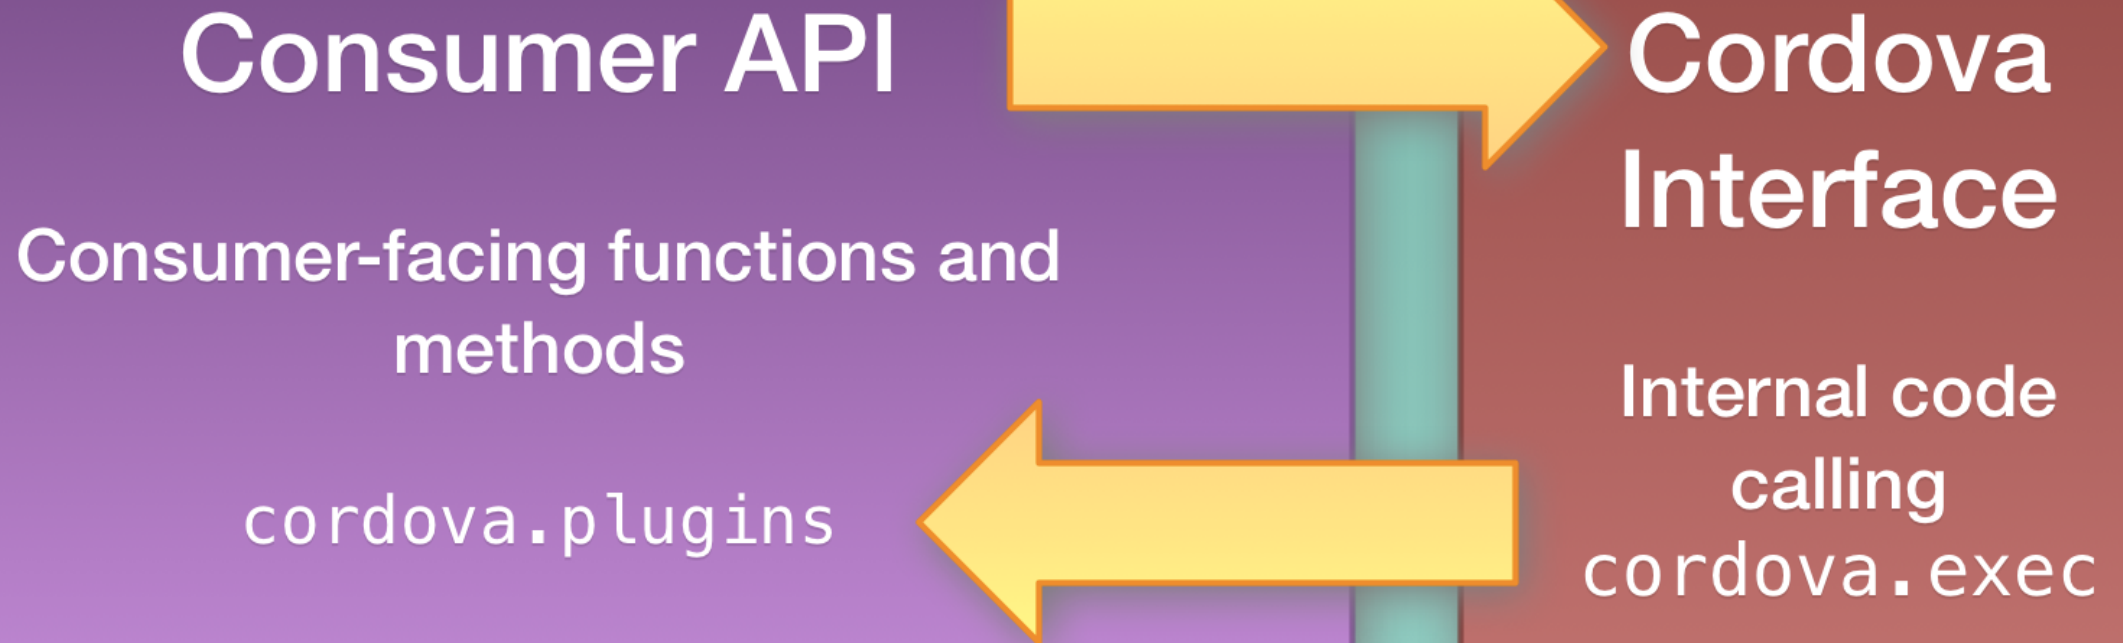 Consumer API
Consumer-facing functions and
methods
cordova.plugins
Cordova
Interface
Internal code
calling
cordova.exec